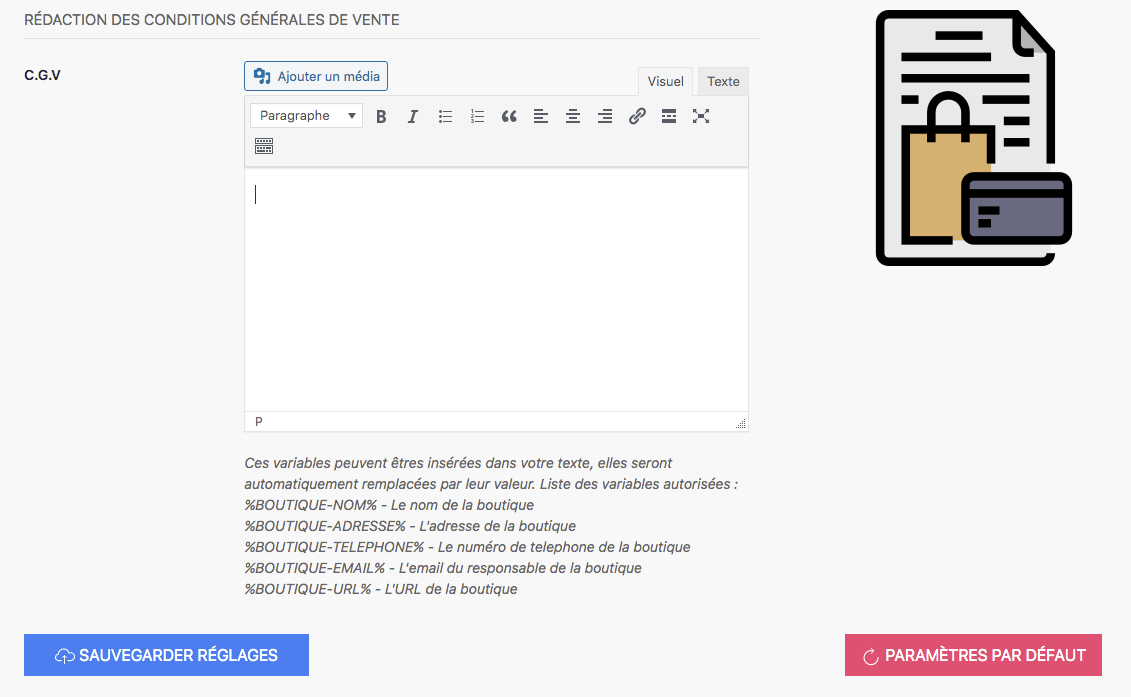 RÉDACTION DES CONDITIONS GÉNÉRALES DE VENTE
C.G.V
Ajouter un média
Visuel
Texte
Paragraphe
P
Ces variables peuvent êtres insérées dans votre texte, elles seront
automatiquement remplacées par leur valeur. Liste des variables autorisées :
%BOUTIQUE-NOM% - Le nom de la boutique
%BOUTIQUE-ADRESSE% - L'adresse de la boutique
%BOUTIQUE-TELEPHONE% - Le numéro de telephone de la boutique
%BOUTIQUE-EMAIL% - L'email du responsable de la boutique
%BOUTIQUE-URL% - L'URL de la boutique
SAUVEGARDER RÉGLAGES
PARAMÈTRES PAR DÉFAUT